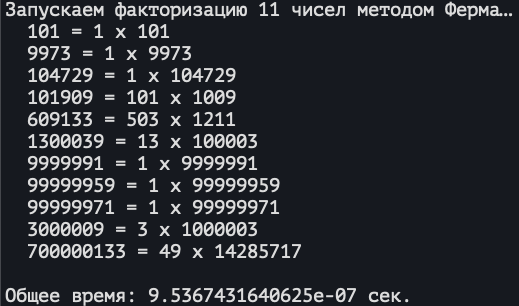 Запускаем факторизацию 11 чисел методом Ферма…
101 = 1 x 101
9973 = 1 x 9973
104729 = 1 x 104729
101909 = 101 x 1009
609133 = 503 x 1211
1300039 = 13 x 100003
9999991 = 1 x 9999991
99999959 = 1 x 99999959
99999971 = 1 x 99999971
3000009 = 3 x 1000003
700000133 = 49 x 14285717
Общее время: 9.5367431640625e-07 сек.